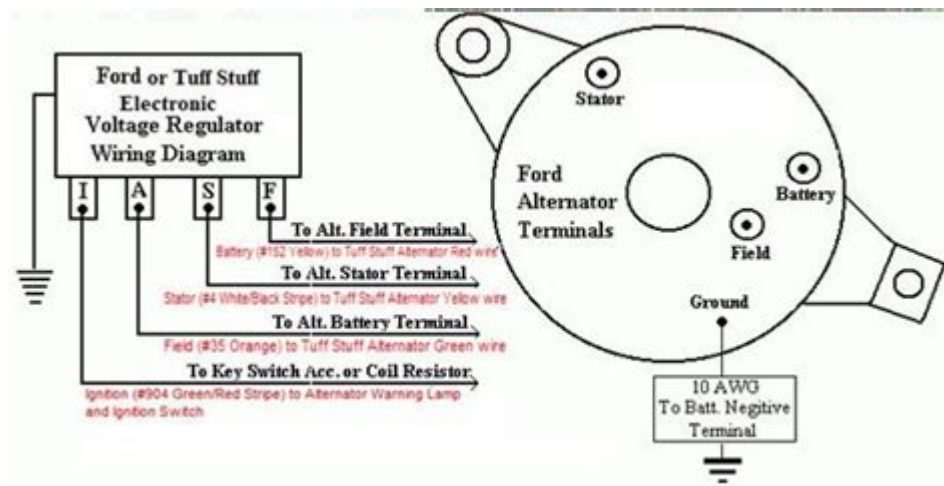 Ford or Tuff Stuff
Electronic
Voltage Regulator
Wiring Diagram
I A S F
To Alt. Field Terminal
Battery (#152 Yellow) to Tuff Stuff Alternator Red wire
To Alt. Stator Terminal
Stator (#4 White/Black Stripe) to Tuff Stuff Alternator Yellow wire
To Alt. Battery Terminal
Field (#35 Orange) to Tuff Stuff Alternator Green wire
To Key Switch Acc. or Coil Resistor
Ignition (#904 Green/Red Stripe) to Alternator Warning Lamp
and Ignition Switch
Stator
Ford
Alternator
Terminals
Battery
Field
Ground
10 AWG
To Batt. Negitive
Terminal